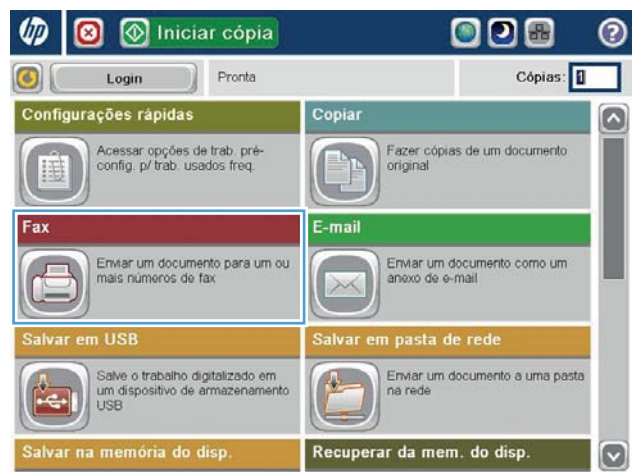 hp
Iniciar cópia
?
Login
Pronta
Cópias: 1
Configurações rápidas
Acessar opções de trab. pré-
config. p/ trab. usados freq.
Copiar
Fazer cópias de um documento
original
Fax
Enviar um documento para um ou
mais números de fax
E-mail
Enviar um documento como um
anexo de e-mail
Salvar em USB
Salve o trabalho digitalizado em
um dispositivo de armazenamento
USB
Salvar em pasta de rede
Enviar um documento a uma pasta
na rede
Salvar na memória do disp.
Recuperar da mem. do disp.